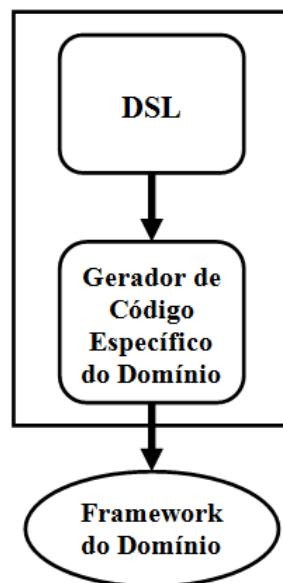 DSL
Gerador de
Código
Específico
do Domínio
Framework
do Domínio